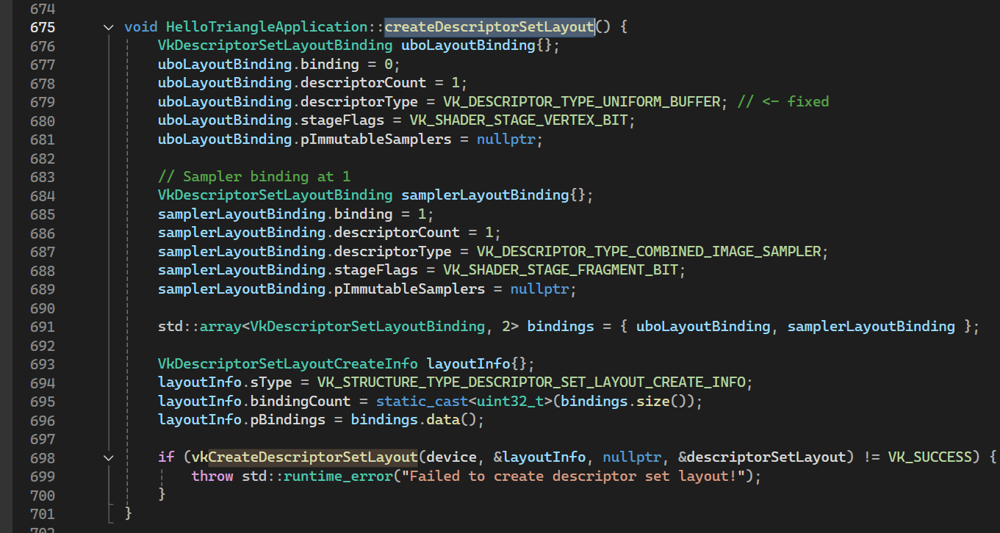 674
675 void HelloTriangleApplication::createDescriptorSetLayout() {
676     VkDescriptorSetLayoutBinding uboLayoutBinding{};
677     uboLayoutBinding.binding = 0;
678     uboLayoutBinding.descriptorCount = 1;
679     uboLayoutBinding.descriptorType = VK_DESCRIPTOR_TYPE_UNIFORM_BUFFER; // <- fixed
680     uboLayoutBinding.stageFlags = VK_SHADER_STAGE_VERTEX_BIT;
681     uboLayoutBinding.pImmutableSamplers = nullptr;
682
683     // Sampler binding at 1
684     VkDescriptorSetLayoutBinding samplerLayoutBinding{};
685     samplerLayoutBinding.binding = 1;
686     samplerLayoutBinding.descriptorCount = 1;
687     samplerLayoutBinding.descriptorType = VK_DESCRIPTOR_TYPE_COMBINED_IMAGE_SAMPLER;
688     samplerLayoutBinding.stageFlags = VK_SHADER_STAGE_FRAGMENT_BIT;
689     samplerLayoutBinding.pImmutableSamplers = nullptr;
690
691     std::array<VkDescriptorSetLayoutBinding, 2> bindings = { uboLayoutBinding, samplerLayoutBinding };
692
693     VkDescriptorSetLayoutCreateInfo layoutInfo{};
694     layoutInfo.sType = VK_STRUCTURE_TYPE_DESCRIPTOR_SET_LAYOUT_CREATE_INFO;
695     layoutInfo.bindingCount = static_cast<uint32_t>(bindings.size());
696     layoutInfo.pBindings = bindings.data();
697
698     if (vkCreateDescriptorSetLayout(device, &layoutInfo, nullptr, &descriptorSetLayout) != VK_SUCCESS) {
699         throw std::runtime_error("Failed to create descriptor set layout!");
700     }
701 }
702